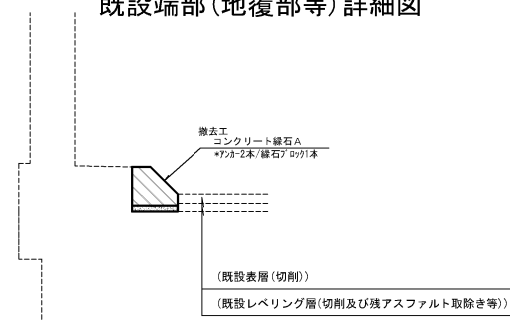 既設端部(地覆部等)詳細図
撤去工
コンクリート縁石A
*アンカー2本/縁石ブロック1本
(既設表層(切削))
(既設レベリング層(切削及び残アスファルト取除き等))